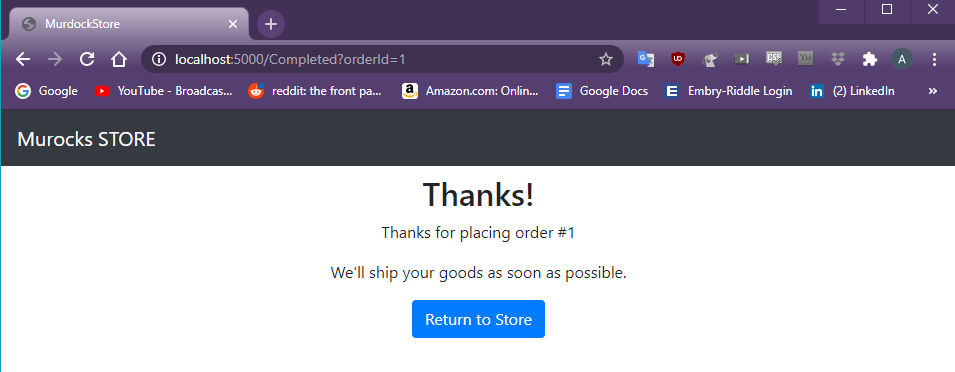 MurdockStore
localhost:5000/Completed?orderId=1
Google YouTube - Broadcas... reddit: the front pa... Amazon.com: Onlin... Google Docs Embry-Riddle Login (2) LinkedIn »
Murocks STORE
Thanks!
Thanks for placing order #1
We'll ship your goods as soon as possible.
Return to Store